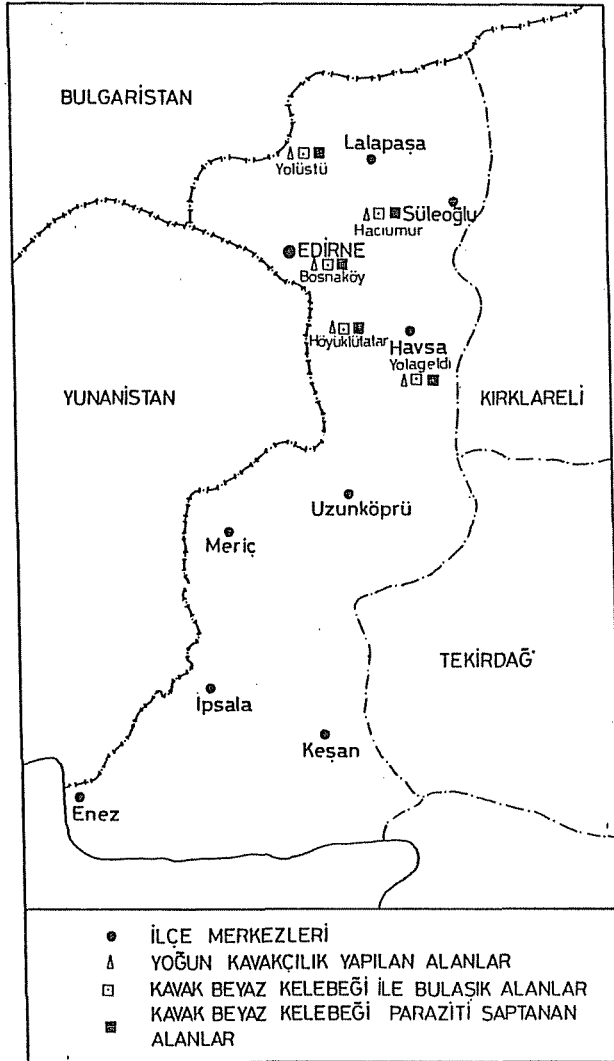 BULGARİSTAN
Lalapaşa
Yolüstü
Süleoğlu
Hacıumur
EDİRNE
Bosnaköy
Höyüklütatar
Havsa
Yolageldi
YUNANİSTAN
KIRKLARELİ
Uzunköprü
Meriç
TEKİRDAĞ
İpsala
Keşan
Enez
İLÇE MERKEZLERİ
YOĞUN KAVAKÇILIK YAPILAN ALANLAR
KAVAK BEYAZ KELEBEĞİ İLE BULAŞIK ALANLAR
KAVAK BEYAZ KELEBEĞİ PARAZİTİ SAPTANAN
ALANLAR